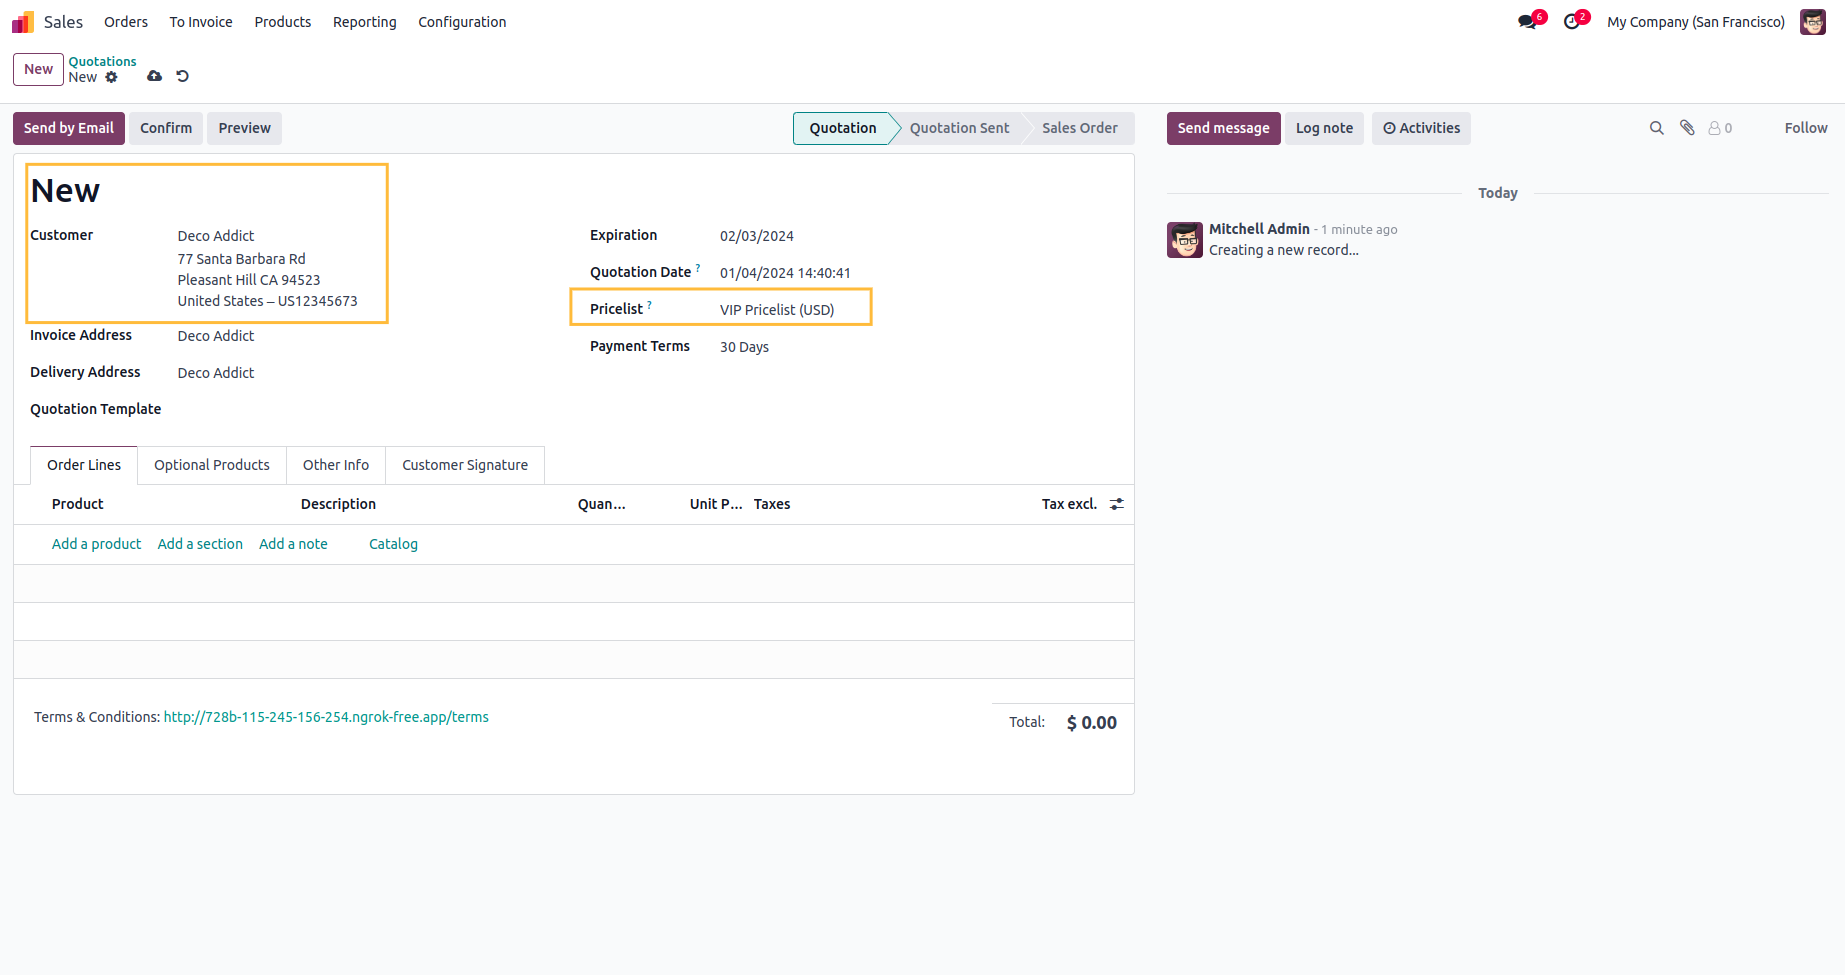 Sales Orders To Invoice Products Reporting Configuration 6 2 My Company (San Francisco)
New Quotations
New
Send by Email Confirm Preview Quotation Quotation Sent Sales Order Send message Log note Activities 0 Follow
New
Customer Deco Addict
77 Santa Barbara Rd
Pleasant Hill CA 94523
United States – US12345673
Invoice Address Deco Addict
Delivery Address Deco Addict
Quotation Template
Expiration 02/03/2024
Quotation Date ? 01/04/2024 14:40:41
Pricelist ? VIP Pricelist (USD)
Payment Terms 30 Days
Order Lines Optional Products Other Info Customer Signature
Product Description Quan... Unit P... Taxes Tax excl.
Add a product Add a section Add a note Catalog
Terms & Conditions: http://728b-115-245-156-254.ngrok-free.app/terms
Total: $ 0.00
Today
Mitchell Admin - 1 minute ago
Creating a new record...